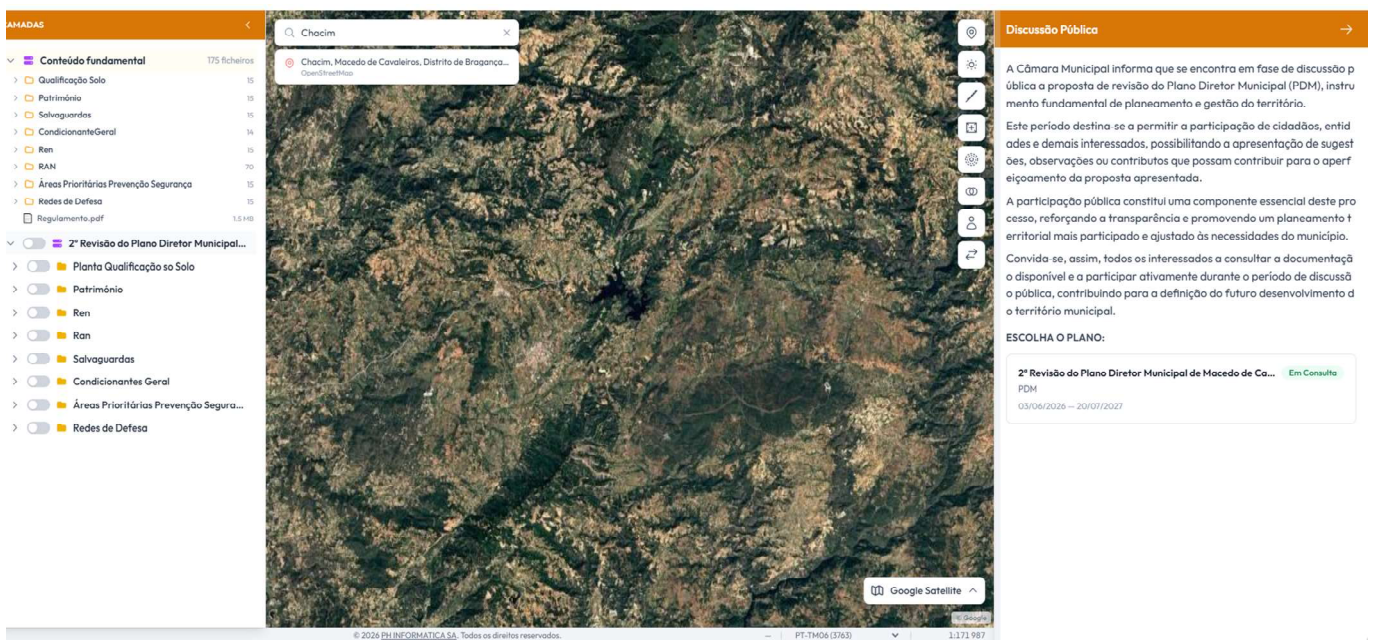 CAMADAS
Conteúdo fundamental 175 ficheiros
Qualificação Solo 15
Património 15
Salvaguardas 15
CondicionanteGeral 14
Ren 15
RAN 70
Áreas Prioritárias Prevenção Segurança 15
Redes de Defesa 15
Regulamento.pdf 1.5 MB
2ª Revisão do Plano Diretor Municipal...
Planta Qualificação so Solo
Património
Ren
Ran
Salvaguardas
Condicionantes Geral
Áreas Prioritárias Prevenção Segura...
Redes de Defesa
Chacim
Chacim, Macedo de Cavaleiros, Distrito de Bragança...
OpenStreetMap
Google Satellite
© Google
© 2026 PH INFORMATICA SA. Todos os direitos reservados.
— PT-TM06 (3763) 1:171 987
Discussão Pública
A Câmara Municipal informa que se encontra em fase de discussão p
ública a proposta de revisão do Plano Diretor Municipal (PDM), instru
mento fundamental de planeamento e gestão do território.
Este período destina-se a permitir a participação de cidadãos, entid
ades e demais interessados, possibilitando a apresentação de sugest
ões, observações ou contributos que possam contribuir para o aperf
eiçoamento da proposta apresentada.
A participação pública constitui uma componente essencial deste pro
cesso, reforçando a transparência e promovendo um planeamento t
erritorial mais participado e ajustado às necessidades do município.
Convida-se, assim, todos os interessados a consultar a documentaçã
o disponível e a participar ativamente durante o período de discussã
o pública, contribuindo para a definição do futuro desenvolvimento d
o território municipal.
ESCOLHA O PLANO:
2ª Revisão do Plano Diretor Municipal de Macedo de Ca... Em Consulta
PDM
03/06/2026 — 20/07/2027